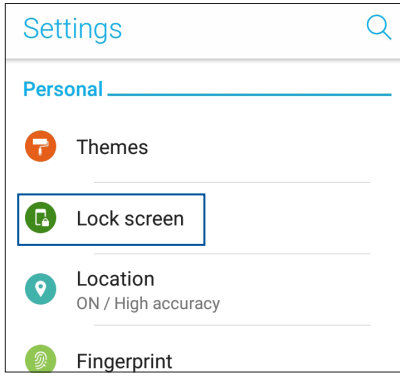 Settings
Personal
Themes
Lock screen
Location
ON / High accuracy
Fingerprint